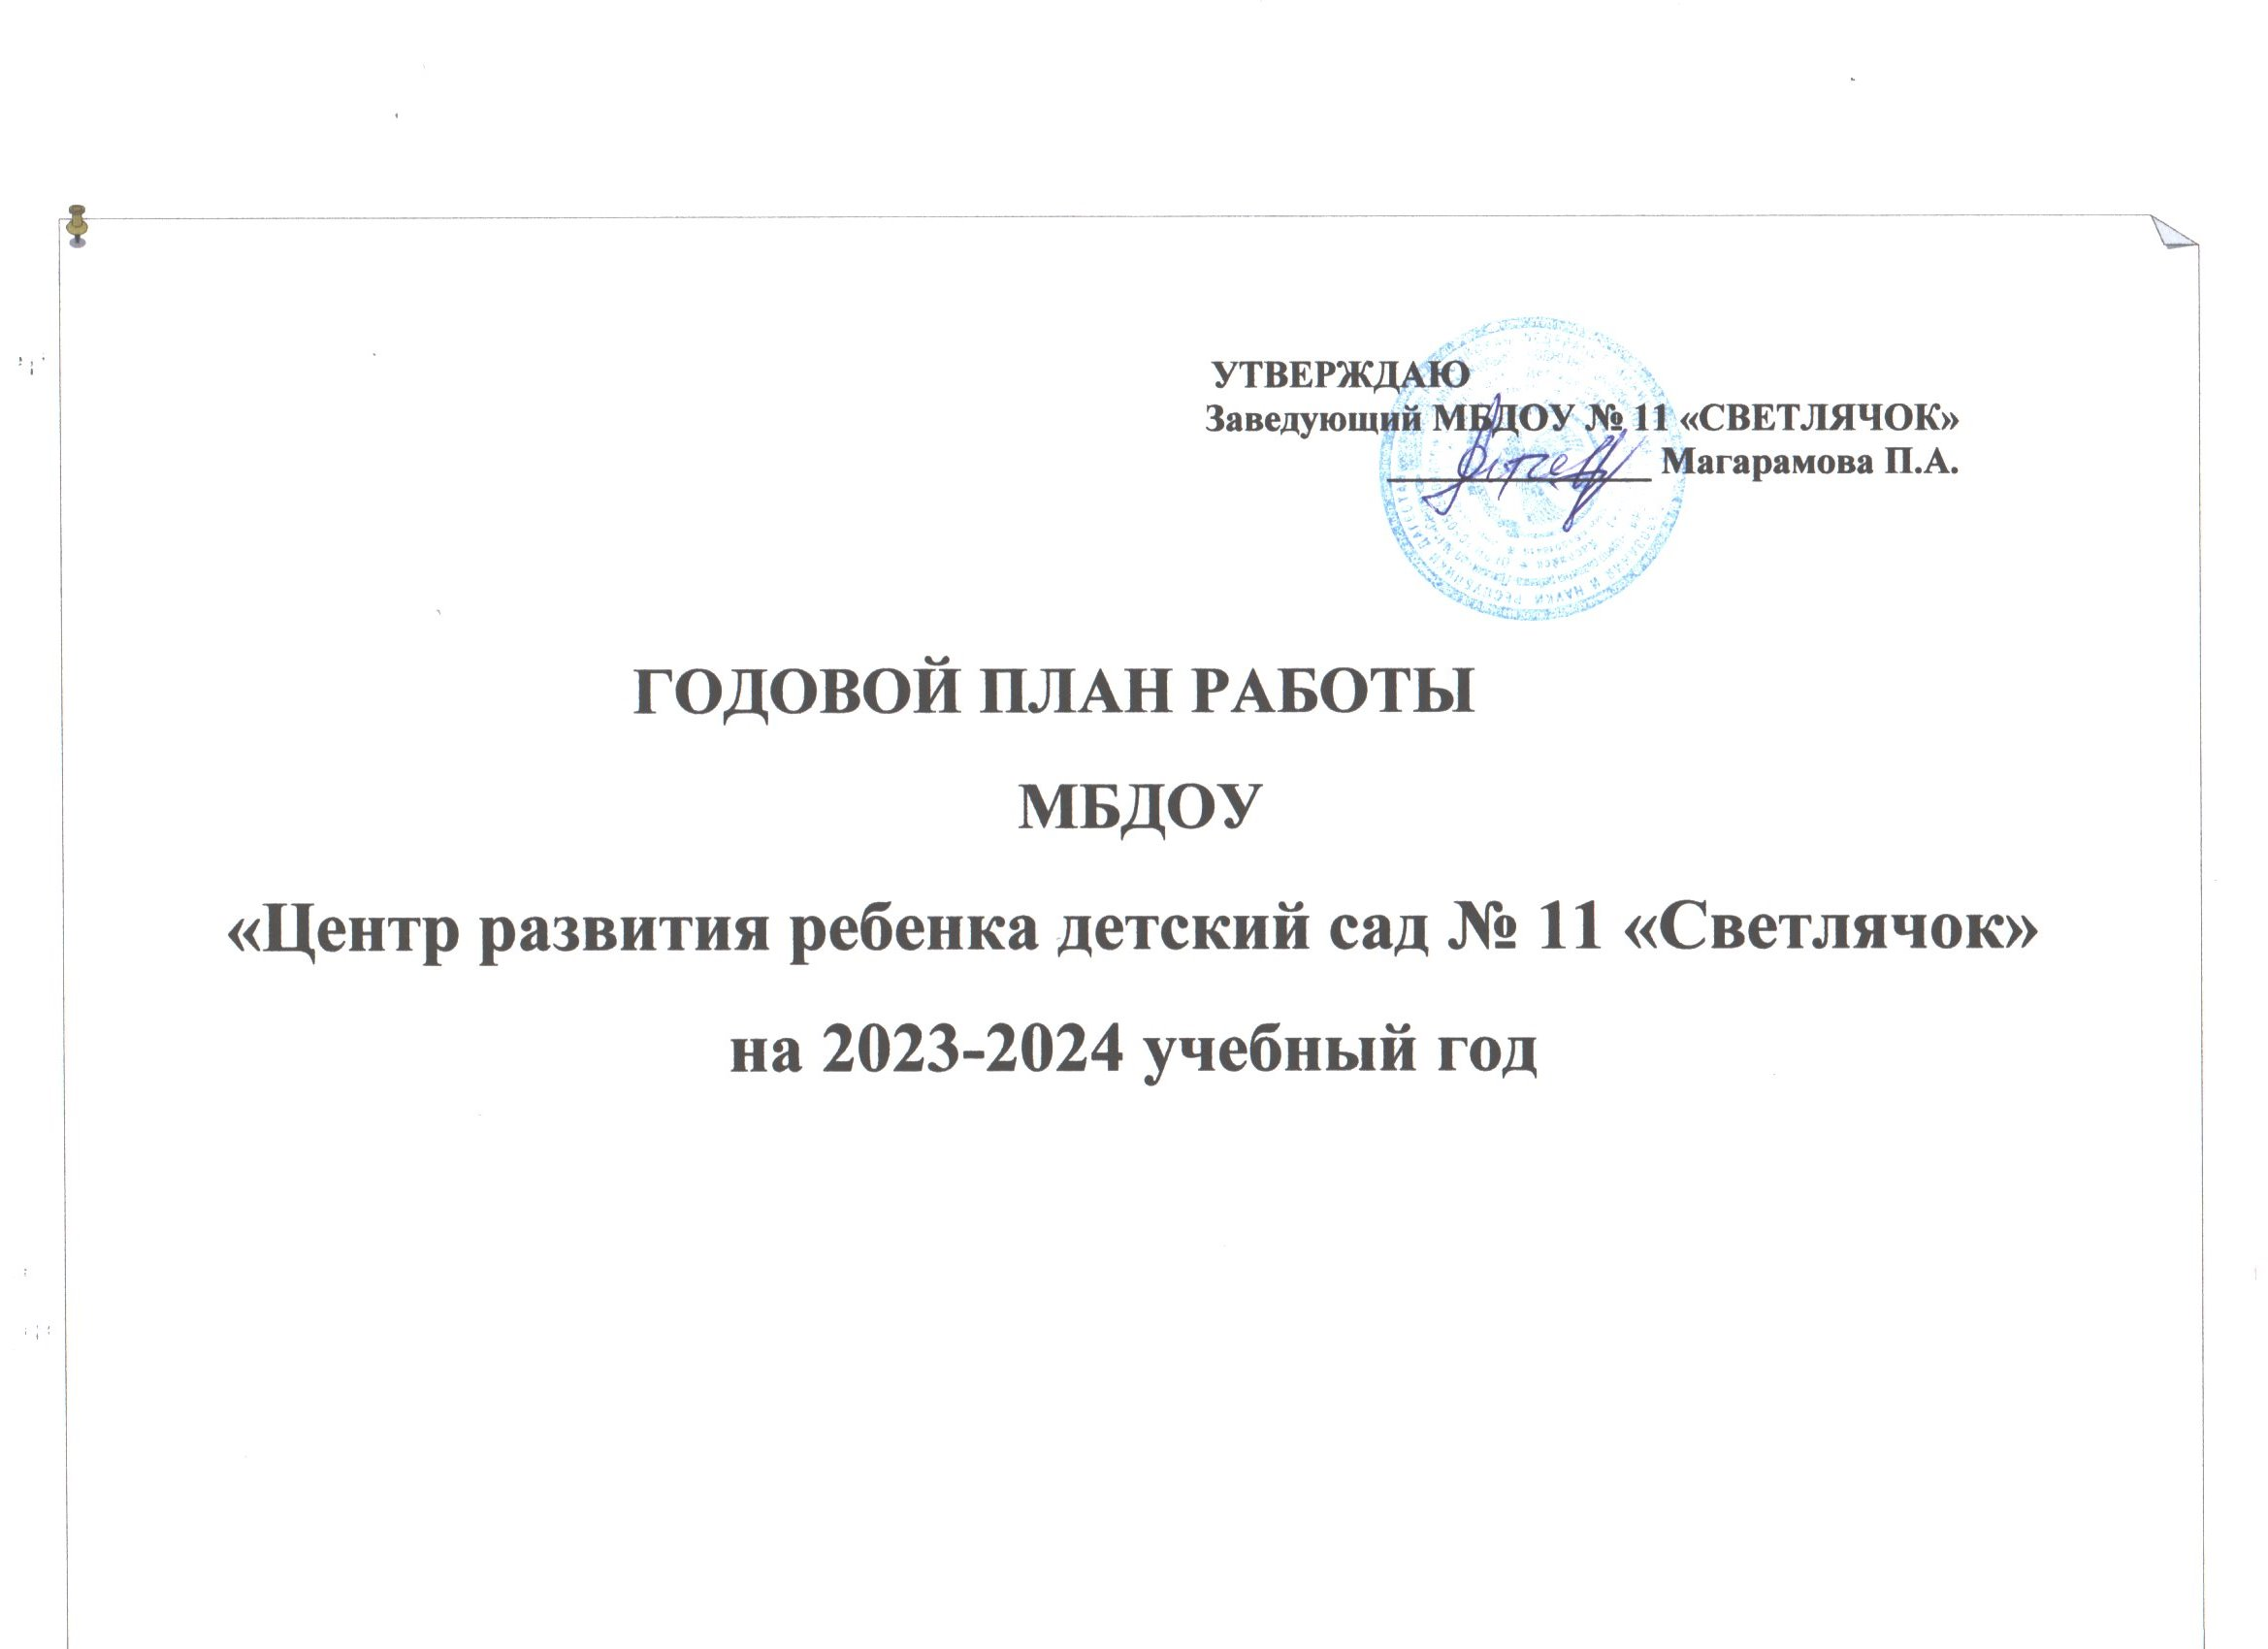 УТВЕРЖДАЮ
Заведующий МБДОУ № 11 «СВЕТЛЯЧОК»
Магарамова П.А.
ГОДОВОЙ ПЛАН РАБОТЫ
МБДОУ
«Центр развития ребенка детский сад № 11 «Светлячок»
на 2023-2024 учебный год